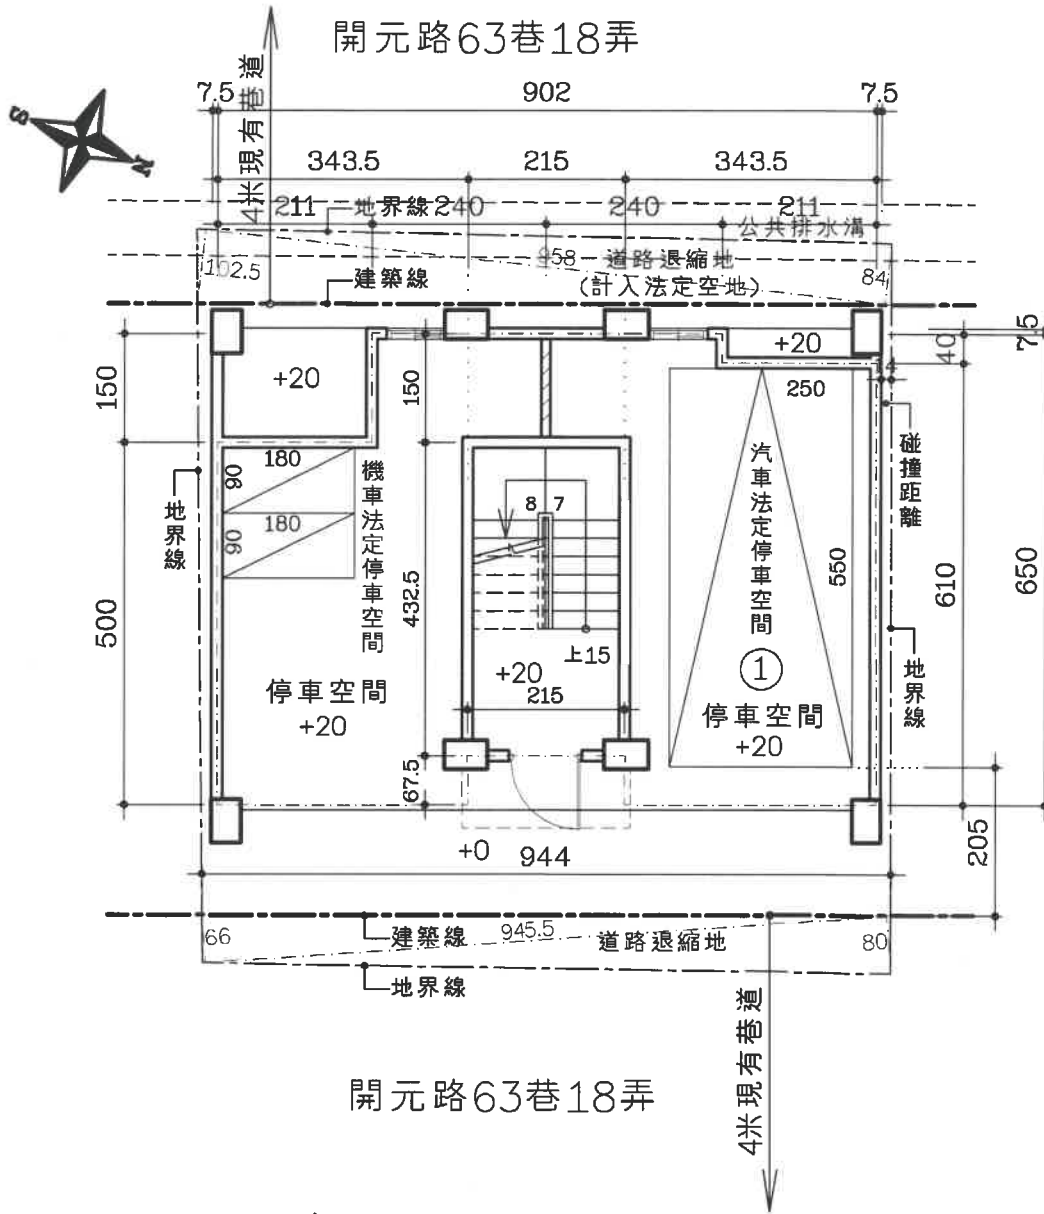 開元路63巷18弄
4米現有巷道
S
N
7.5
902
7.5
343.5
215
343.5
211
地界線
240
240
211
公共排水溝
102.5
958
道路退縮地
84
建築線
(計入法定空地)
150
+20
150
+20
40
7.5
4
250
180
90
機車法定停車空間
8
7
汽車法定停車空間
碰撞距離
地界線
180
90
550
500
432.5
610
650
上15
+20
①
地界線
停車空間
+20
215
停車空間
+20
67.5
205
+0
944
66
建築線
945.5
道路退縮地
80
地界線
4米現有巷道
開元路63巷18弄